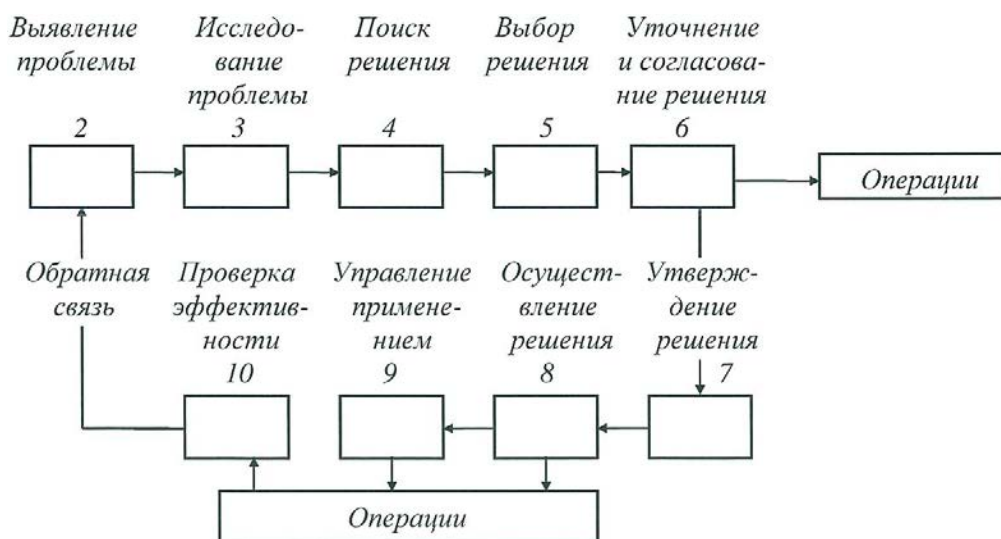 Выявление
проблемы
2
Исследо-
вание
проблемы
3
Поиск
решения
4
Выбор
решения
5
Уточнение
и согласова-
ние решения
6
Операции
Обратная
связь
Проверка
эффектив-
ности
10
Управление
примене-
нием
9
Осущест-
вление
решения
8
Утверж-
дение
решения
7
Операции